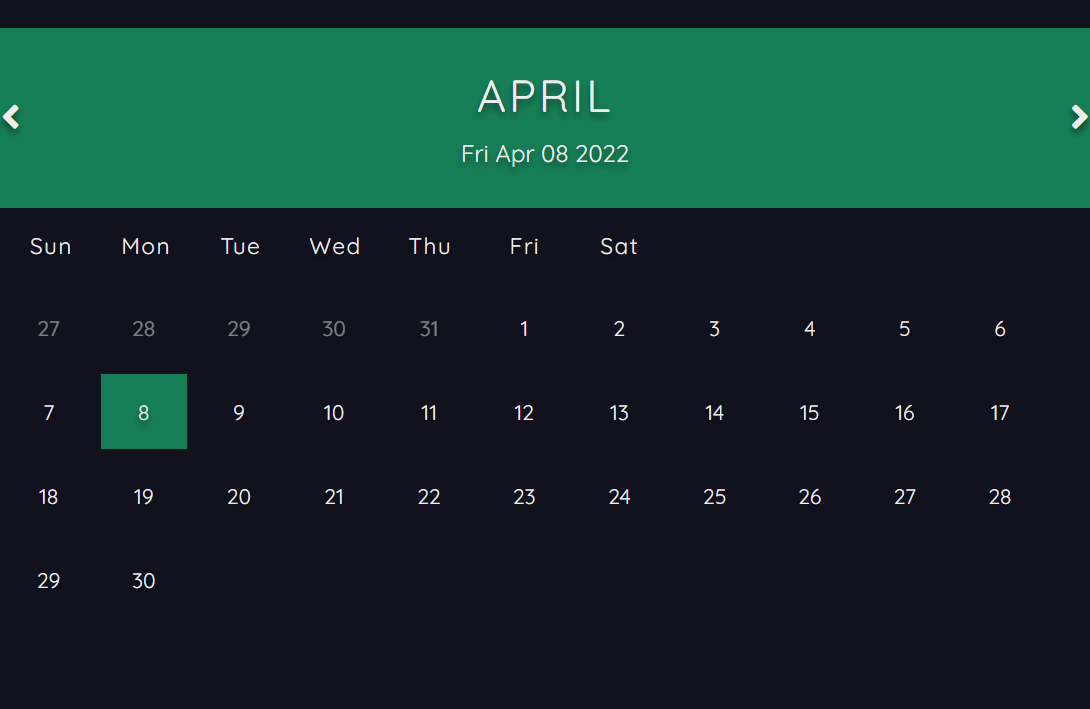 APRIL
Fri Apr 08 2022
Sun Mon Tue Wed Thu Fri Sat
27 28 29 30 31 1 2 3 4 5 6
7 8 9 10 11 12 13 14 15 16 17
18 19 20 21 22 23 24 25 26 27 28
29 30